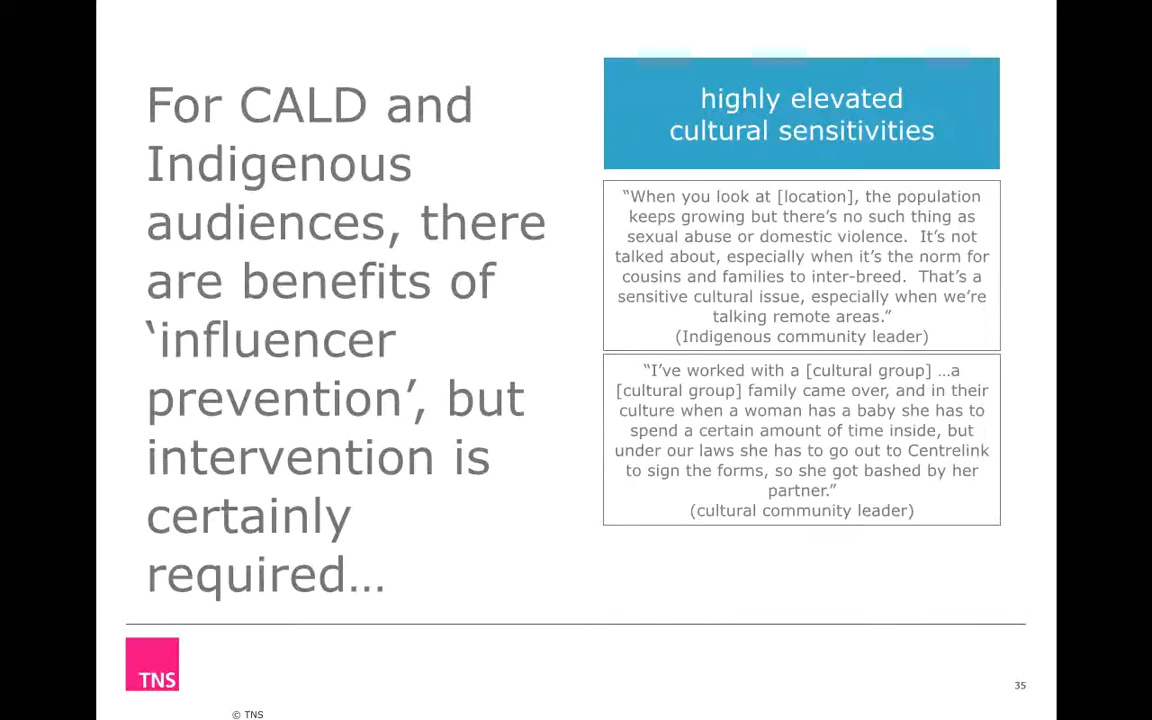 For CALD and
Indigenous
audiences, there
are benefits of
‘influencer
prevention’, but
intervention is
certainly
required…
highly elevated
cultural sensitivities
“When you look at [location], the population
keeps growing but there’s no such thing as
sexual abuse or domestic violence.  It’s not
talked about, especially when it’s the norm for
cousins and families to inter-breed.  That’s a
sensitive cultural issue, especially when we’re
talking remote areas.”
(Indigenous community leader)
“I’ve worked with a [cultural group] …a
[cultural group] family came over, and in their
culture when a woman has a baby she has to
spend a certain amount of time inside, but
under our laws she has to go out to Centrelink
to sign the forms, so she got bashed by her
partner.”
(cultural community leader)
TNS
35
© TNS